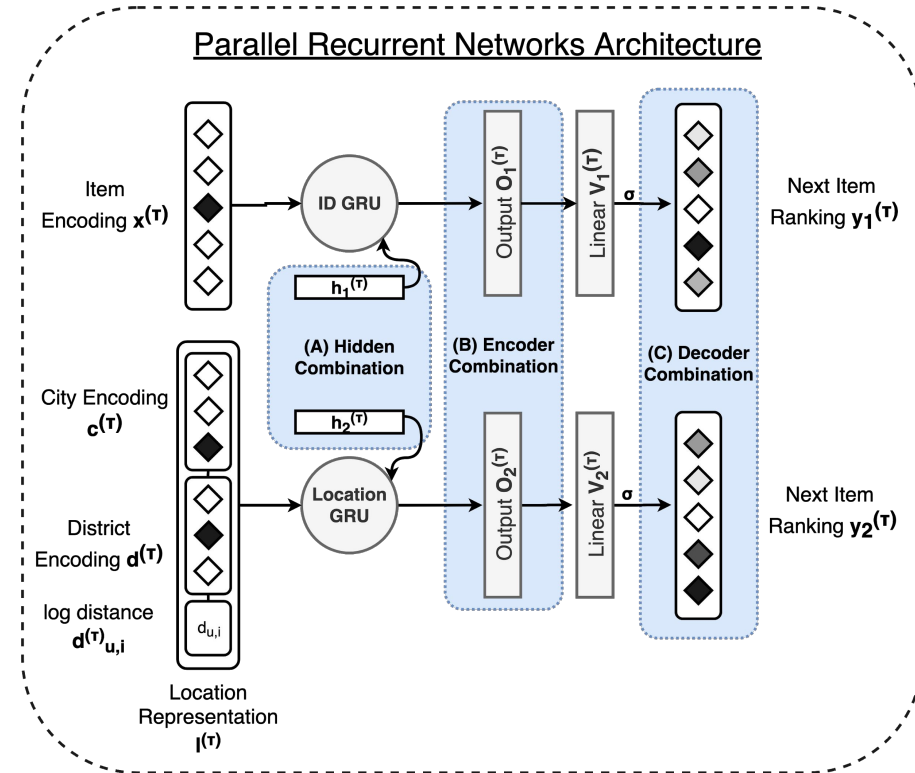 Parallel Recurrent Networks Architecture
Item
Encoding x(τ)
ID GRU
h1(τ)
Output O1(τ)
Linear V1(τ)
σ
Next Item
Ranking y1(τ)
(A) Hidden
Combination
(B) Encoder
Combination
(C) Decoder
Combination
City Encoding
c(τ)
District
Encoding d(τ)
log distance
d(τ)u,i
du,i
Location
Representation
l(τ)
h2(τ)
Location
GRU
Output O2(τ)
Linear V2(τ)
σ
Next Item
Ranking y2(τ)